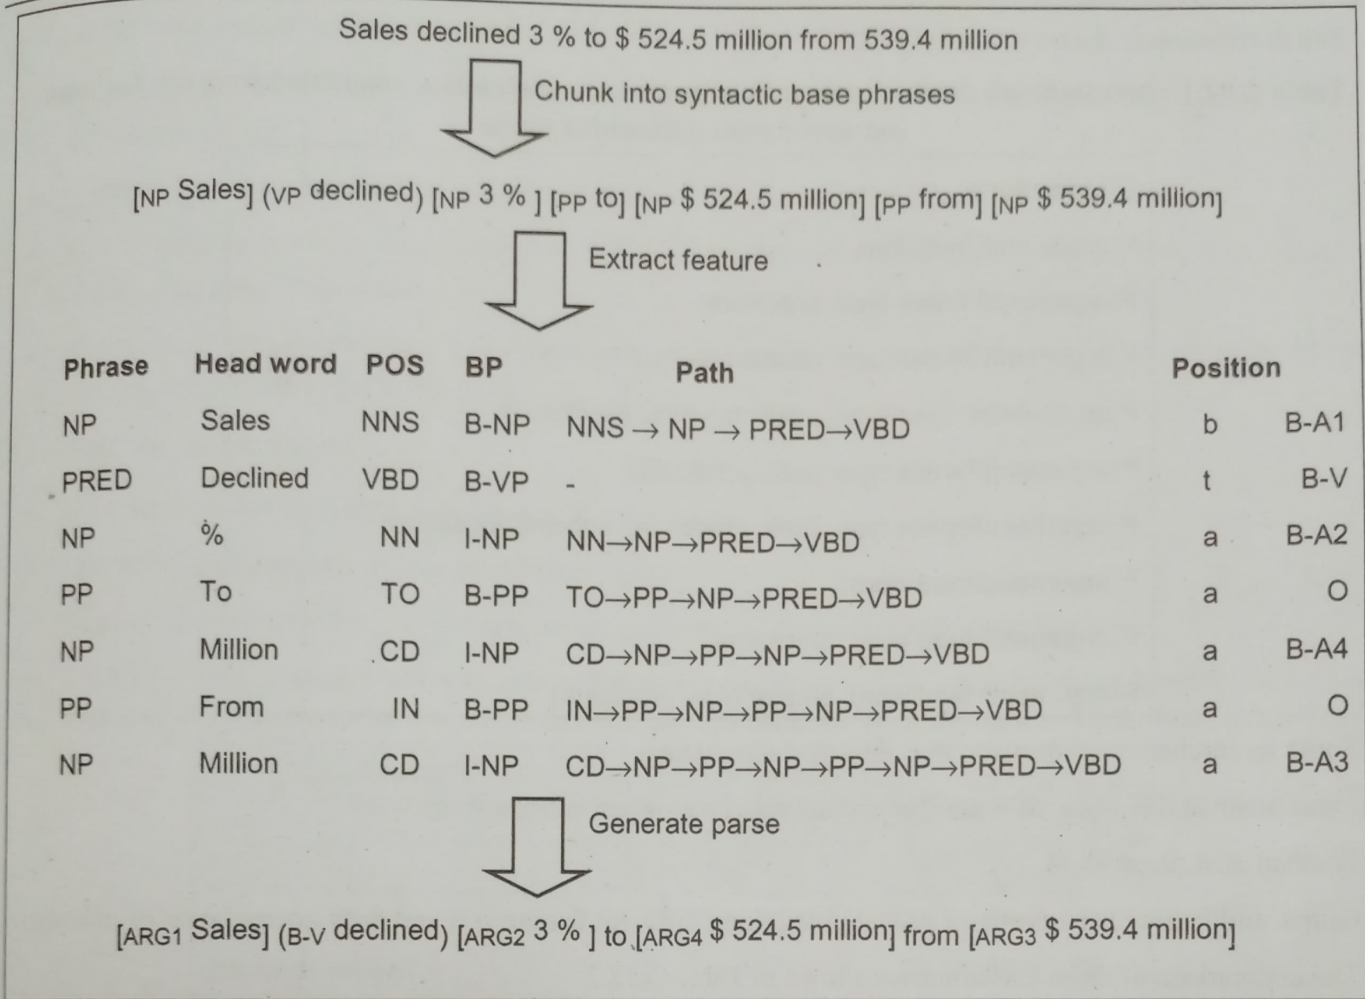 Sales declined 3 % to $ 524.5 million from 539.4 million
Chunk into syntactic base phrases
[NP Sales] (VP declined) [NP 3 % ] [PP to] [NP $ 524.5 million] [PP from] [NP $ 539.4 million]
Extract feature
Phrase Head word POS BP Path Position
NP Sales NNS B-NP NNS → NP → PRED→VBD b B-A1
PRED Declined VBD B-VP - t B-V
NP % NN I-NP NN→NP→PRED→VBD a B-A2
PP To TO B-PP TO→PP→NP→PRED→VBD a O
NP Million CD I-NP CD→NP→PP→NP→PRED→VBD a B-A4
PP From IN B-PP IN→PP→NP→PP→NP→PRED→VBD a O
NP Million CD I-NP CD→NP→PP→NP→PP→NP→PRED→VBD a B-A3
Generate parse
[ARG1 Sales] (B-V declined) [ARG2 3 % ] to [ARG4 $ 524.5 million] from [ARG3 $ 539.4 million]